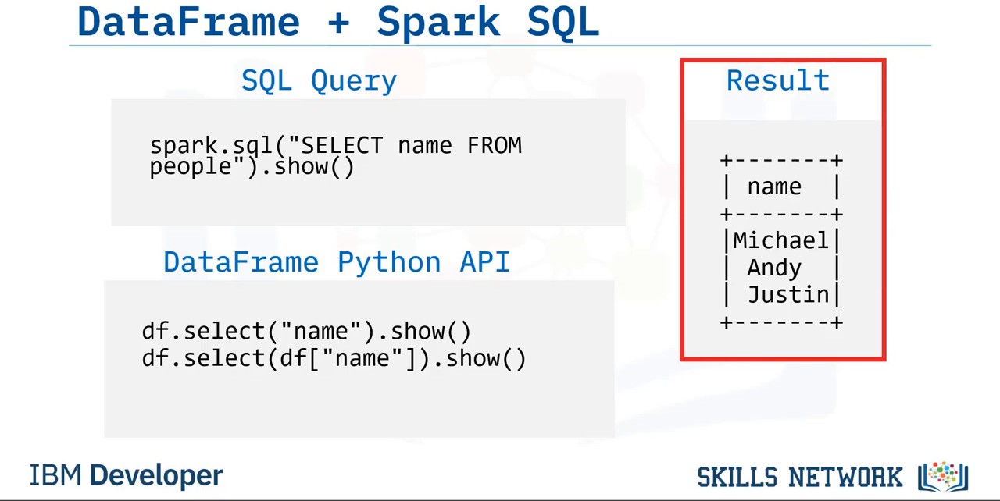 DataFrame + Spark SQL
SQL Query
spark.sql("SELECT name FROM
people").show()
DataFrame Python API
df.select("name").show()
df.select(df["name"]).show()
Result
+-------+
| name  |
+-------+
|Michael|
| Andy  |
| Justin|
+-------+
IBM Developer
SKILLS NETWORK